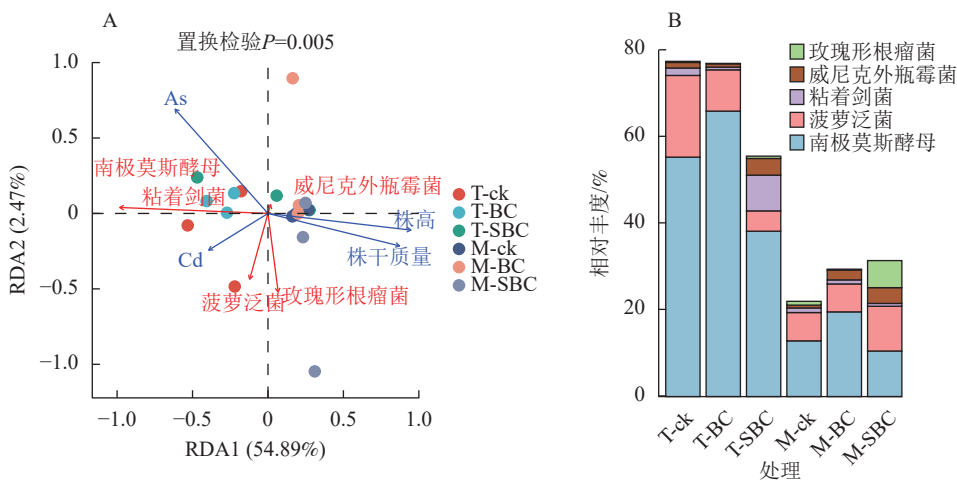 A
置换检验P=0.005
RDA2 (2.47%)
1.0
0.5
0
−0.5
−1.0
As
南极莫斯酵母
粘着剑菌
威尼克外瓶霉菌
株高
株干质量
Cd
菠萝泛菌
玫瑰形根瘤菌
T-ck
T-BC
T-SBC
M-ck
M-BC
M-SBC
−1.0
−0.5
0
0.5
1.0
RDA1 (54.89%)
B
相对丰度/%
80
60
40
20
0
玫瑰形根瘤菌
威尼克外瓶霉菌
粘着剑菌
菠萝泛菌
南极莫斯酵母
T-ck
T-BC
T-SBC
M-ck
M-BC
M-SBC
处理